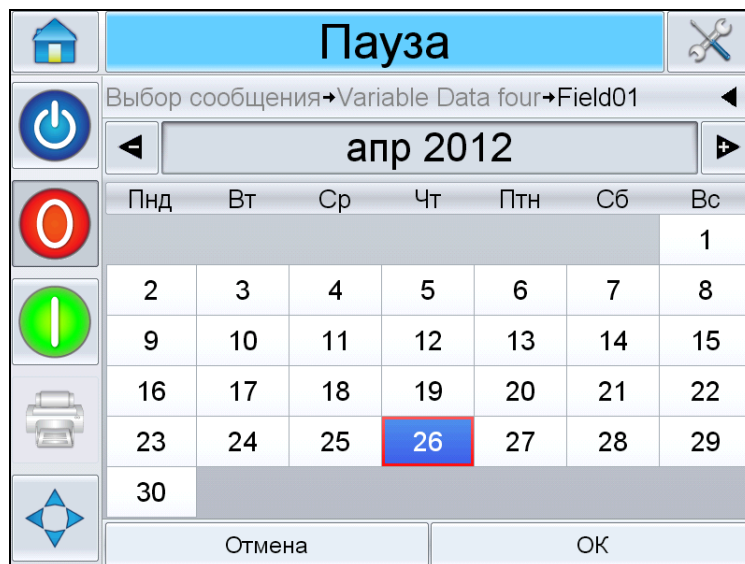 Пауза
Выбор сообщения→Variable Data four→Field01
апр 2012
Пнд Вт Ср Чт Птн Сб Вс
1
2 3 4 5 6 7 8
9 10 11 12 13 14 15
16 17 18 19 20 21 22
23 24 25 26 27 28 29
30
Отмена ОК